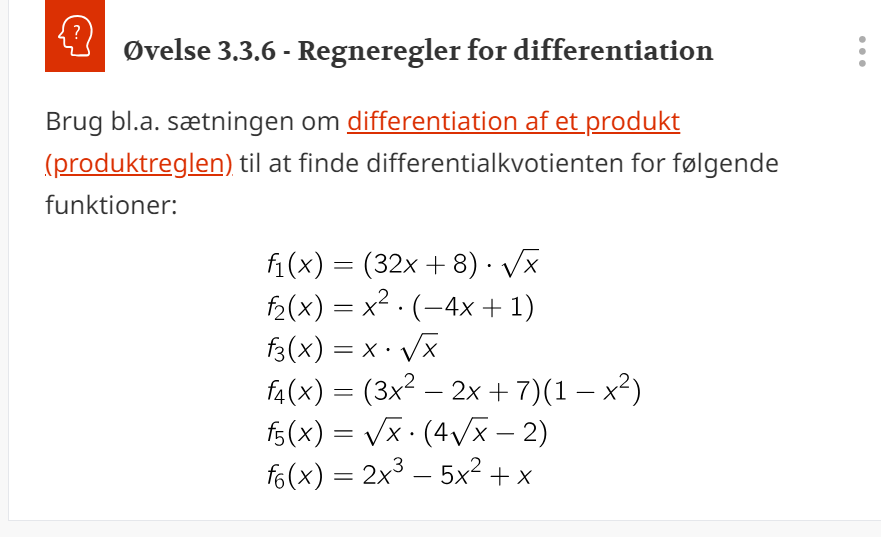 ?
Øvelse 3.3.6 - Regneregler for differentiation
Brug bl.a. sætningen om differentiation af et produkt
(produktreglen) til at finde differentialkvotienten for følgende
funktioner:
f₁(x) = (32x + 8) · √x
f₂(x) = x² · (−4x + 1)
f₃(x) = x · √x
f₄(x) = (3x² − 2x + 7)(1 − x²)
f₅(x) = √x · (4√x − 2)
f₆(x) = 2x³ − 5x² + x